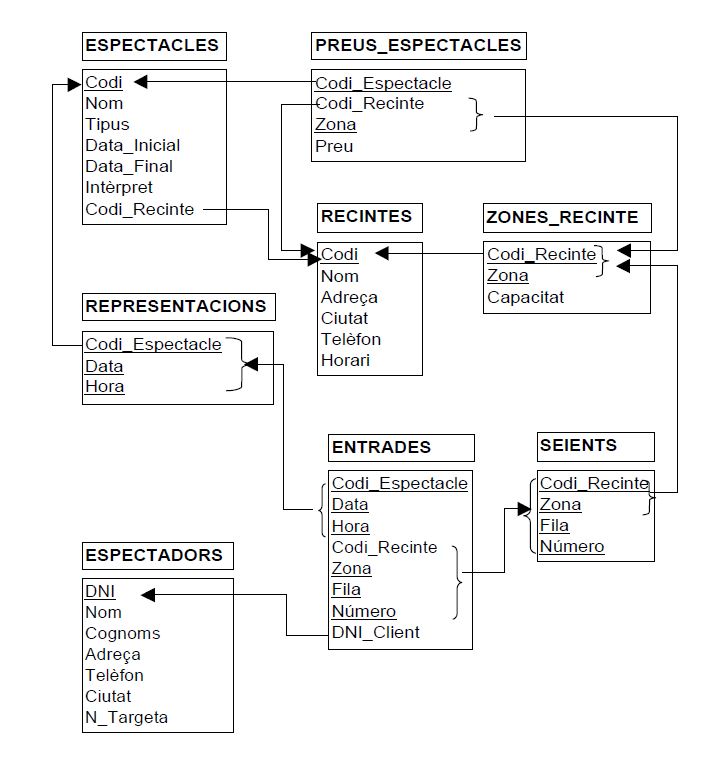 ESPECTACLES
Codi
Nom
Tipus
Data_Inicial
Data_Final
Intèrpret
Codi_Recinte
PREUS_ESPECTACLES
Codi_Espectacle
Codi_Recinte
Zona
Preu
RECINTES
Codi
Nom
Adreça
Ciutat
Telèfon
Horari
ZONES_RECINTE
Codi_Recinte
Zona
Capacitat
REPRESENTACIONS
Codi_Espectacle
Data
Hora
ENTRADES
Codi_Espectacle
Data
Hora
Codi_Recinte
Zona
Fila
Número
DNI_Client
SEIENTS
Codi_Recinte
Zona
Fila
Número
ESPECTADORS
DNI
Nom
Cognoms
Adreça
Telèfon
Ciutat
N_Targeta